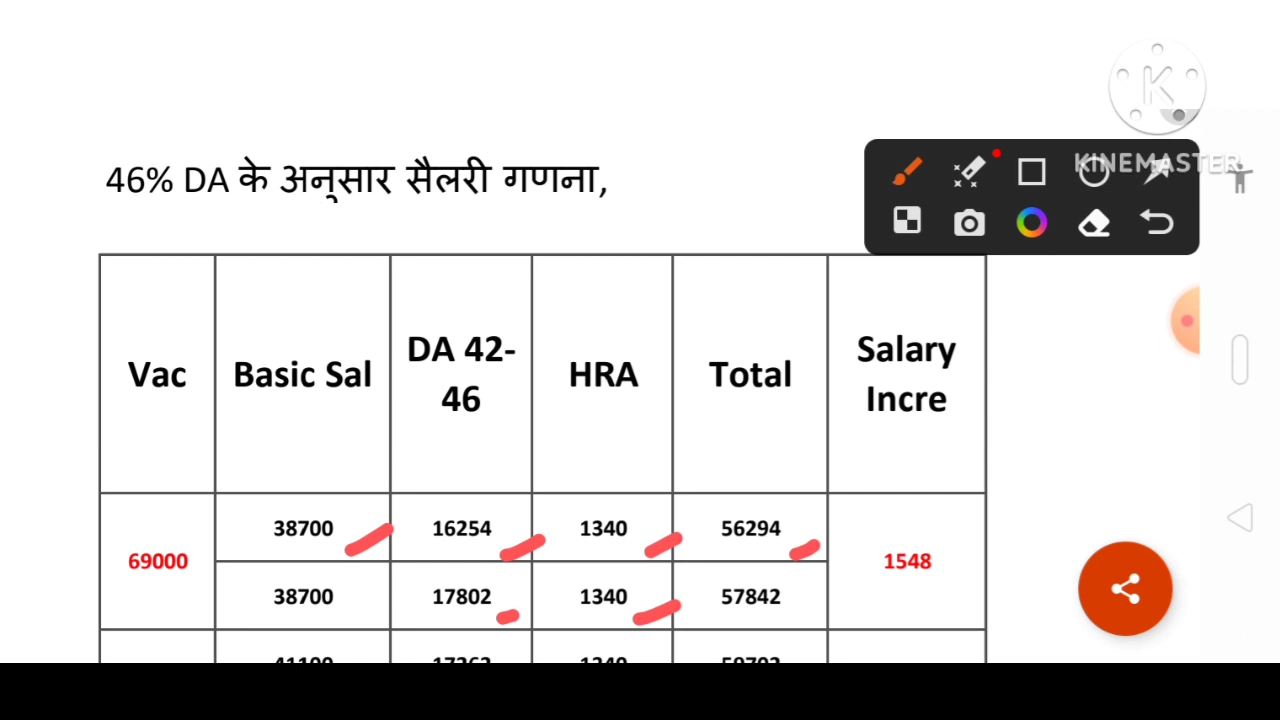 KINEMASTER
46% DA के अनुसार सैलरी गणना,
Vac Basic Sal DA 42-46 HRA Total Salary Incre
69000 38700 16254 1340 56294 1548
38700 17802 1340 57842